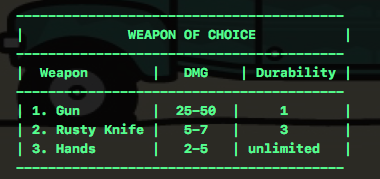 WEAPON OF CHOICE
| Weapon | DMG | Durability |
| 1. Gun | 25-50 | 1 |
| 2. Rusty Knife | 5-7 | 3 |
| 3. Hands | 2-5 | unlimited |